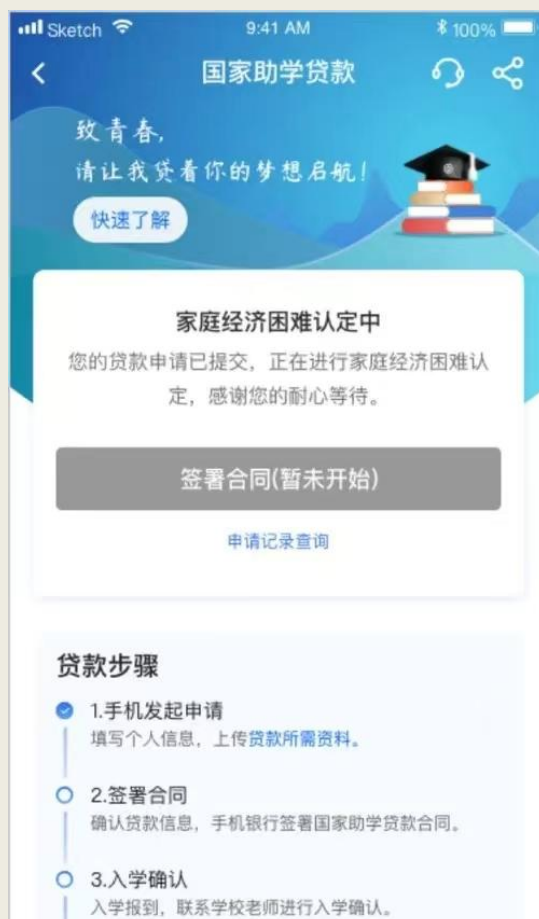 Sketch 9:41 AM 100%
国家助学贷款
致青春,
请让我贷着你的梦想启航!
快速了解
家庭经济困难认定中
您的贷款申请已提交，正在进行家庭经济困难认
定，感谢您的耐心等待。
签署合同(暂未开始)
申请记录查询
贷款步骤
1.手机发起申请
填写个人信息，上传贷款所需资料。
2.签署合同
确认贷款信息，手机银行签署国家助学贷款合同。
3.入学确认
入学报到，联系学校老师进行入学确认。